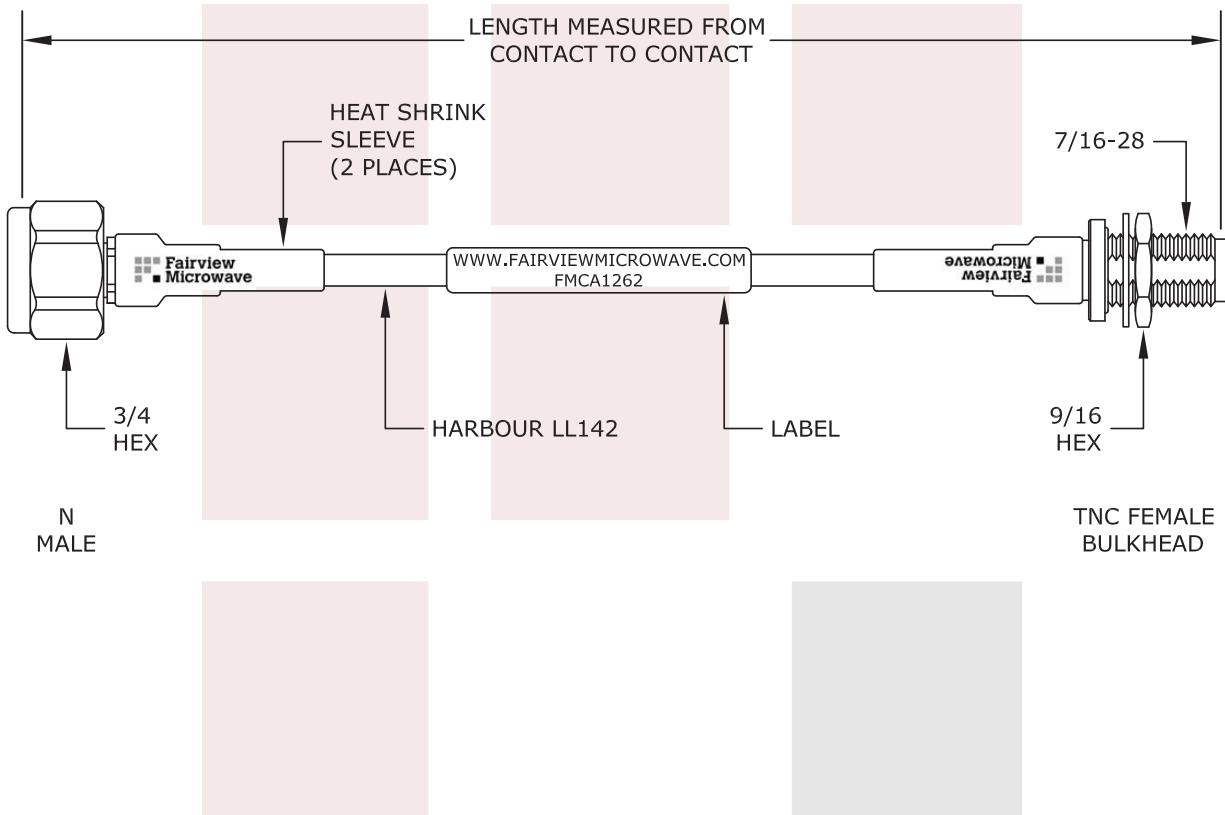 LENGTH MEASURED FROM
CONTACT TO CONTACT
HEAT SHRINK
SLEEVE
(2 PLACES)
7/16-28
Fairview
Microwave
WWW.FAIRVIEWMICROWAVE.COM
FMCA1262
Fairview
Microwave
3/4
HEX
HARBOUR LL142
LABEL
9/16
HEX
N
MALE
TNC FEMALE
BULKHEAD